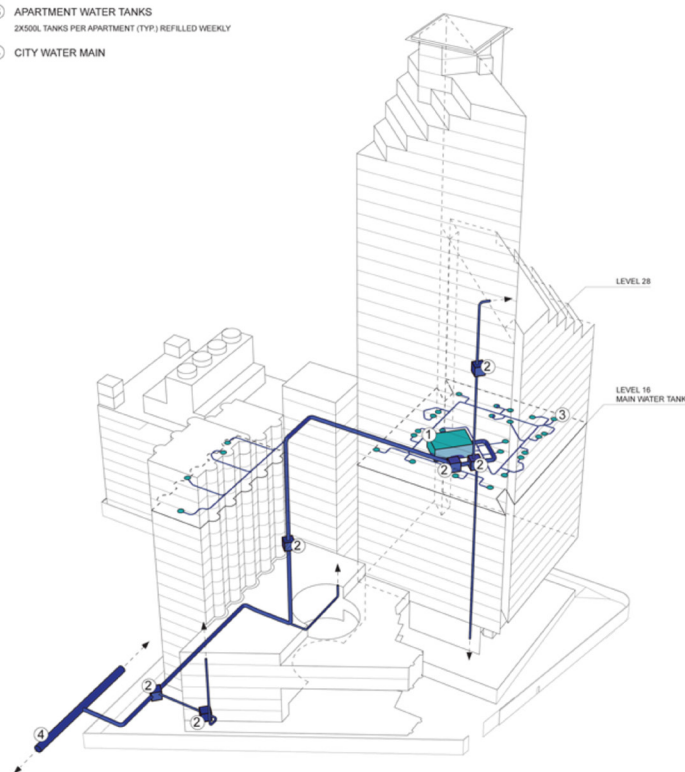 APARTMENT WATER TANKS
2X500L TANKS PER APARTMENT (TYP.) REFILLED WEEKLY
CITY WATER MAIN
LEVEL 28
LEVEL 16
MAIN WATER TANK
2
3
1
2
2
2
2
2
4